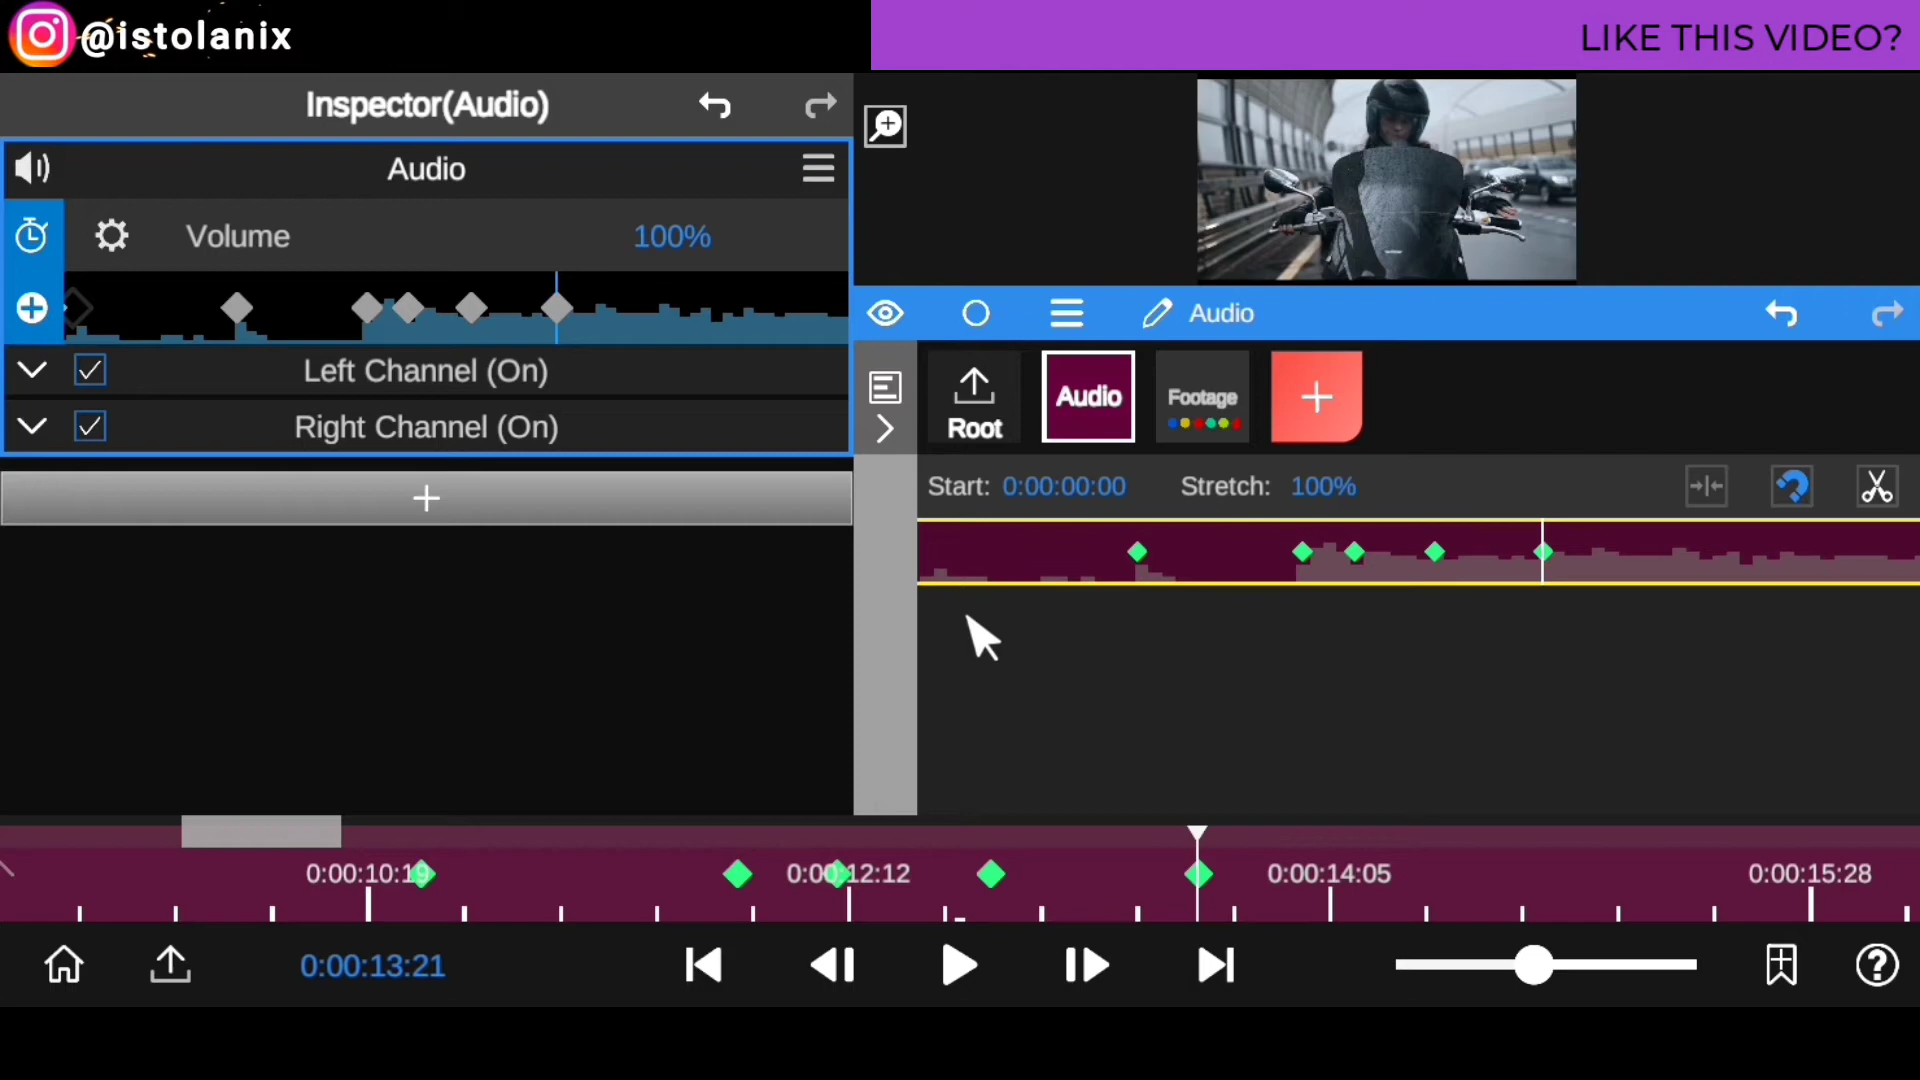 @istolanix
LIKE THIS VIDEO?
Inspector(Audio)
Audio
Volume
100%
Left Channel (On)
Right Channel (On)
Audio
Root
Audio
Footage
Start: 0:00:00:00
Stretch: 100%
0:00:10:19
0:00:12:12
0:00:14:05
0:00:15:28
0:00:13:21